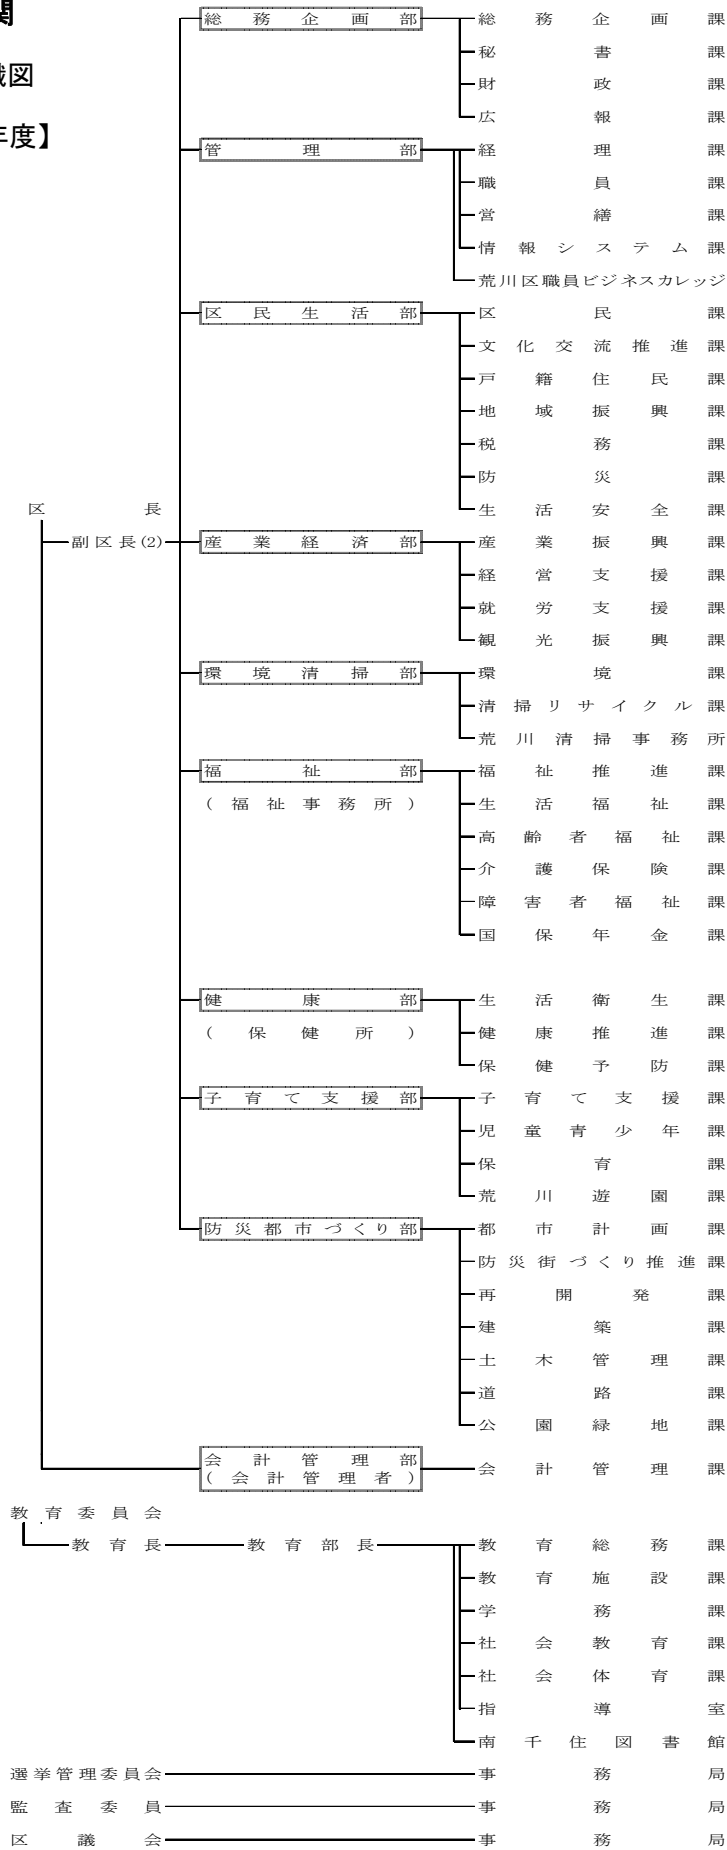 関
織図
年度】
総務企画部 総務企画課
秘書課
財政課
広報課
管理部 経理課
職員課
営繕課
情報システム課
荒川区職員ビジネスカレッジ
区民生活部 区民課
文化交流推進課
戸籍住民課
地域振興課
税務課
防災課
区長 生活安全課
副区長(2) 産業経済部 産業振興課
経営支援課
就労支援課
観光振興課
環境清掃部 環境課
清掃リサイクル課
荒川清掃事務所
福祉部 福祉推進課
(福祉事務所) 生活福祉課
高齢者福祉課
介護保険課
障害者福祉課
国保年金課
健康部 生活衛生課
(保健所) 健康推進課
保健予防課
子育て支援部 子育て支援課
児童青少年課
保育課
荒川遊園課
防災都市づくり部 都市計画課
防災街づくり推進課
再開発課
建築課
土木管理課
道路課
公園緑地課
会計管理部
(会計管理者) 会計管理課
教育委員会
教育長 教育部長 教育総務課
教育施設課
学務課
社会教育課
社会体育課
指導室
南千住図書館
選挙管理委員会 事務局
監査委員 事務局
区議会 事務局